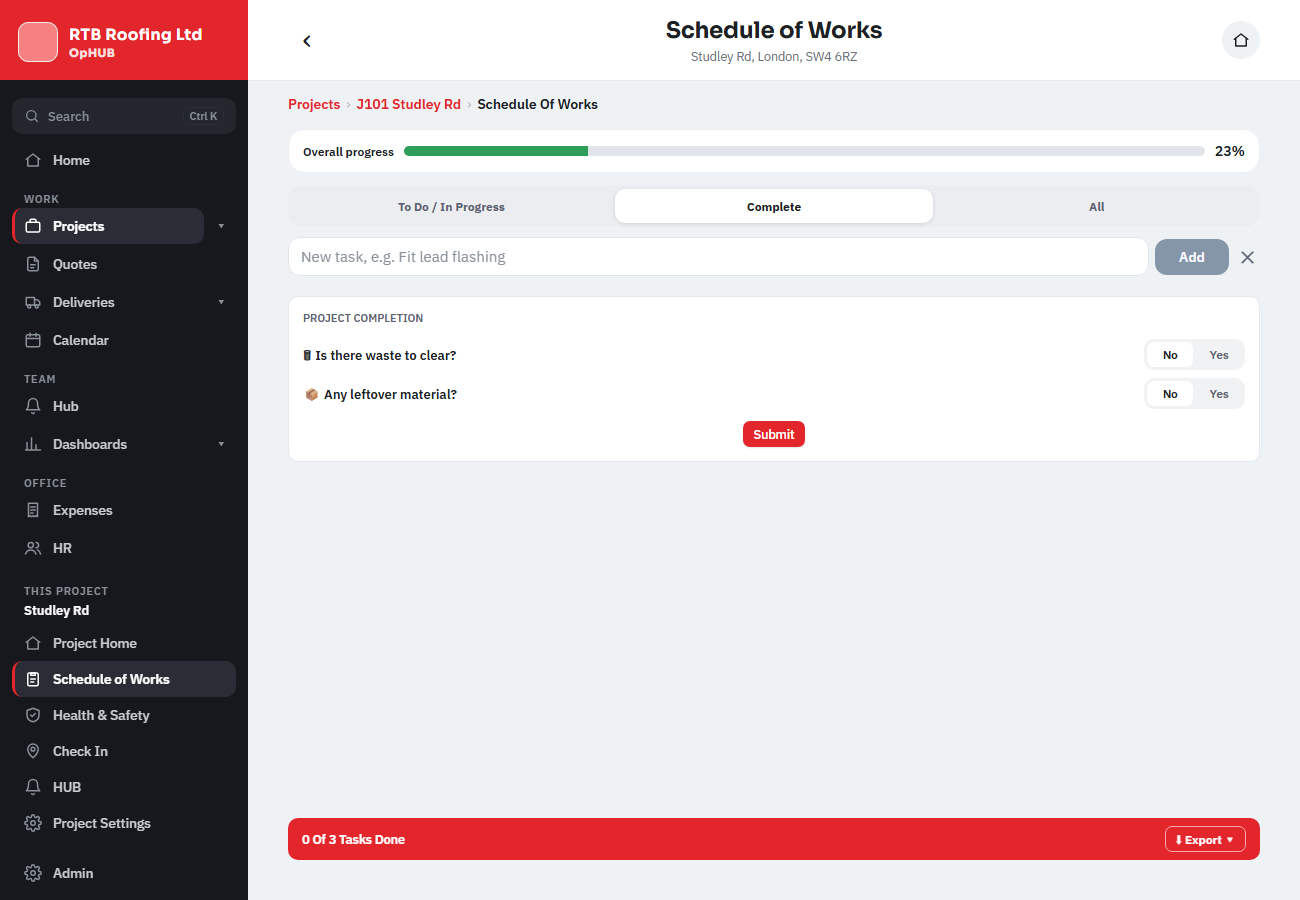 RTB Roofing Ltd
OpHUB
Search Ctrl K
Home
WORK
Projects
Quotes
Deliveries
Calendar
TEAM
Hub
Dashboards
OFFICE
Expenses
HR
THIS PROJECT
Studley Rd
Project Home
Schedule of Works
Health & Safety
Check In
HUB
Project Settings
Admin
Schedule of Works
Studley Rd, London, SW4 6RZ
Projects › J101 Studley Rd › Schedule Of Works
Overall progress 23%
To Do / In Progress Complete All
New task, e.g. Fit lead flashing Add
PROJECT COMPLETION
Is there waste to clear? No Yes
Any leftover material? No Yes
Submit
0 Of 3 Tasks Done Export